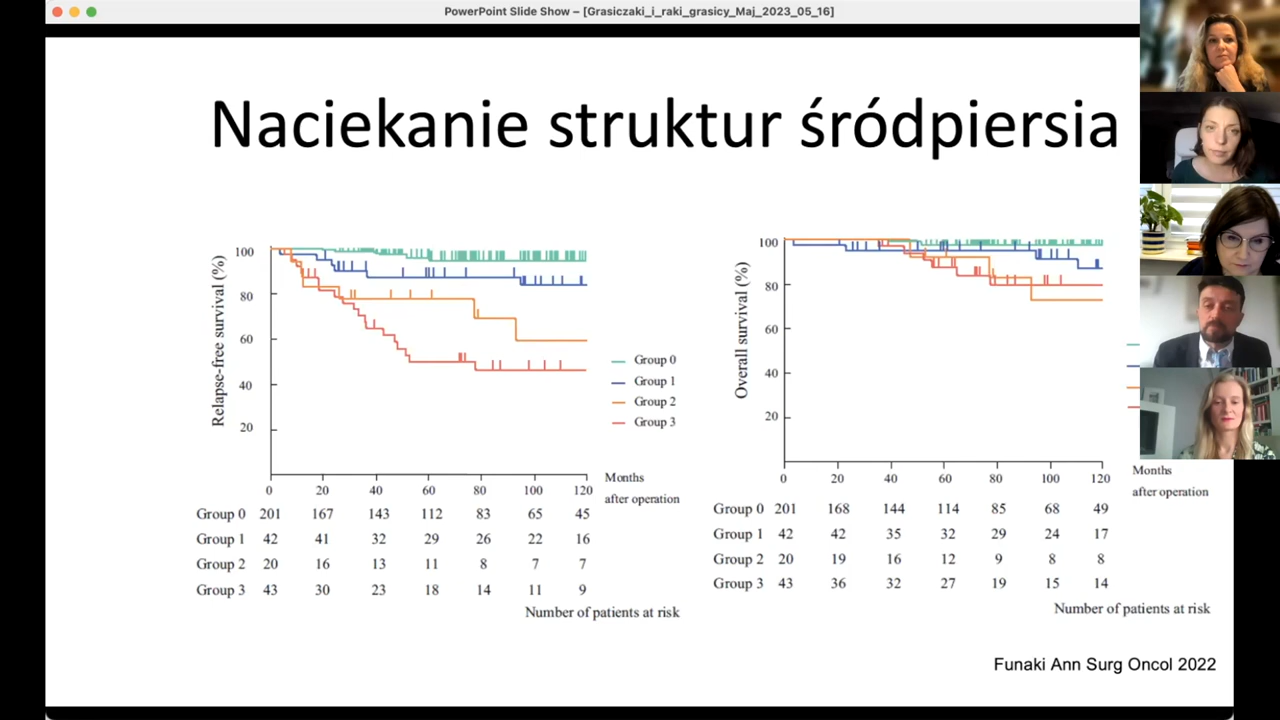 PowerPoint Slide Show – [Grasiczaki_i_raki_grasicy_Maj_2023_05_16]
Naciekanie struktur śródpiersia
Relapse-free survival (%)
100
80
60
40
20
0 20 40 60 80 100 120
Months
after operation
Group 0
Group 1
Group 2
Group 3
Group 0 201 167 143 112 83 65 45
Group 1 42 41 32 29 26 22 16
Group 2 20 16 13 11 8 7 7
Group 3 43 30 23 18 14 11 9
Number of patients at risk
Overall survival (%)
100
80
60
40
20
0 20 40 60 80 100 120
Months
after operation
Group 0 201 168 144 114 85 68 49
Group 1 42 42 35 32 29 24 17
Group 2 20 19 16 12 9 8 8
Group 3 43 36 32 27 19 15 14
Number of patients at risk
Funaki Ann Surg Oncol 2022